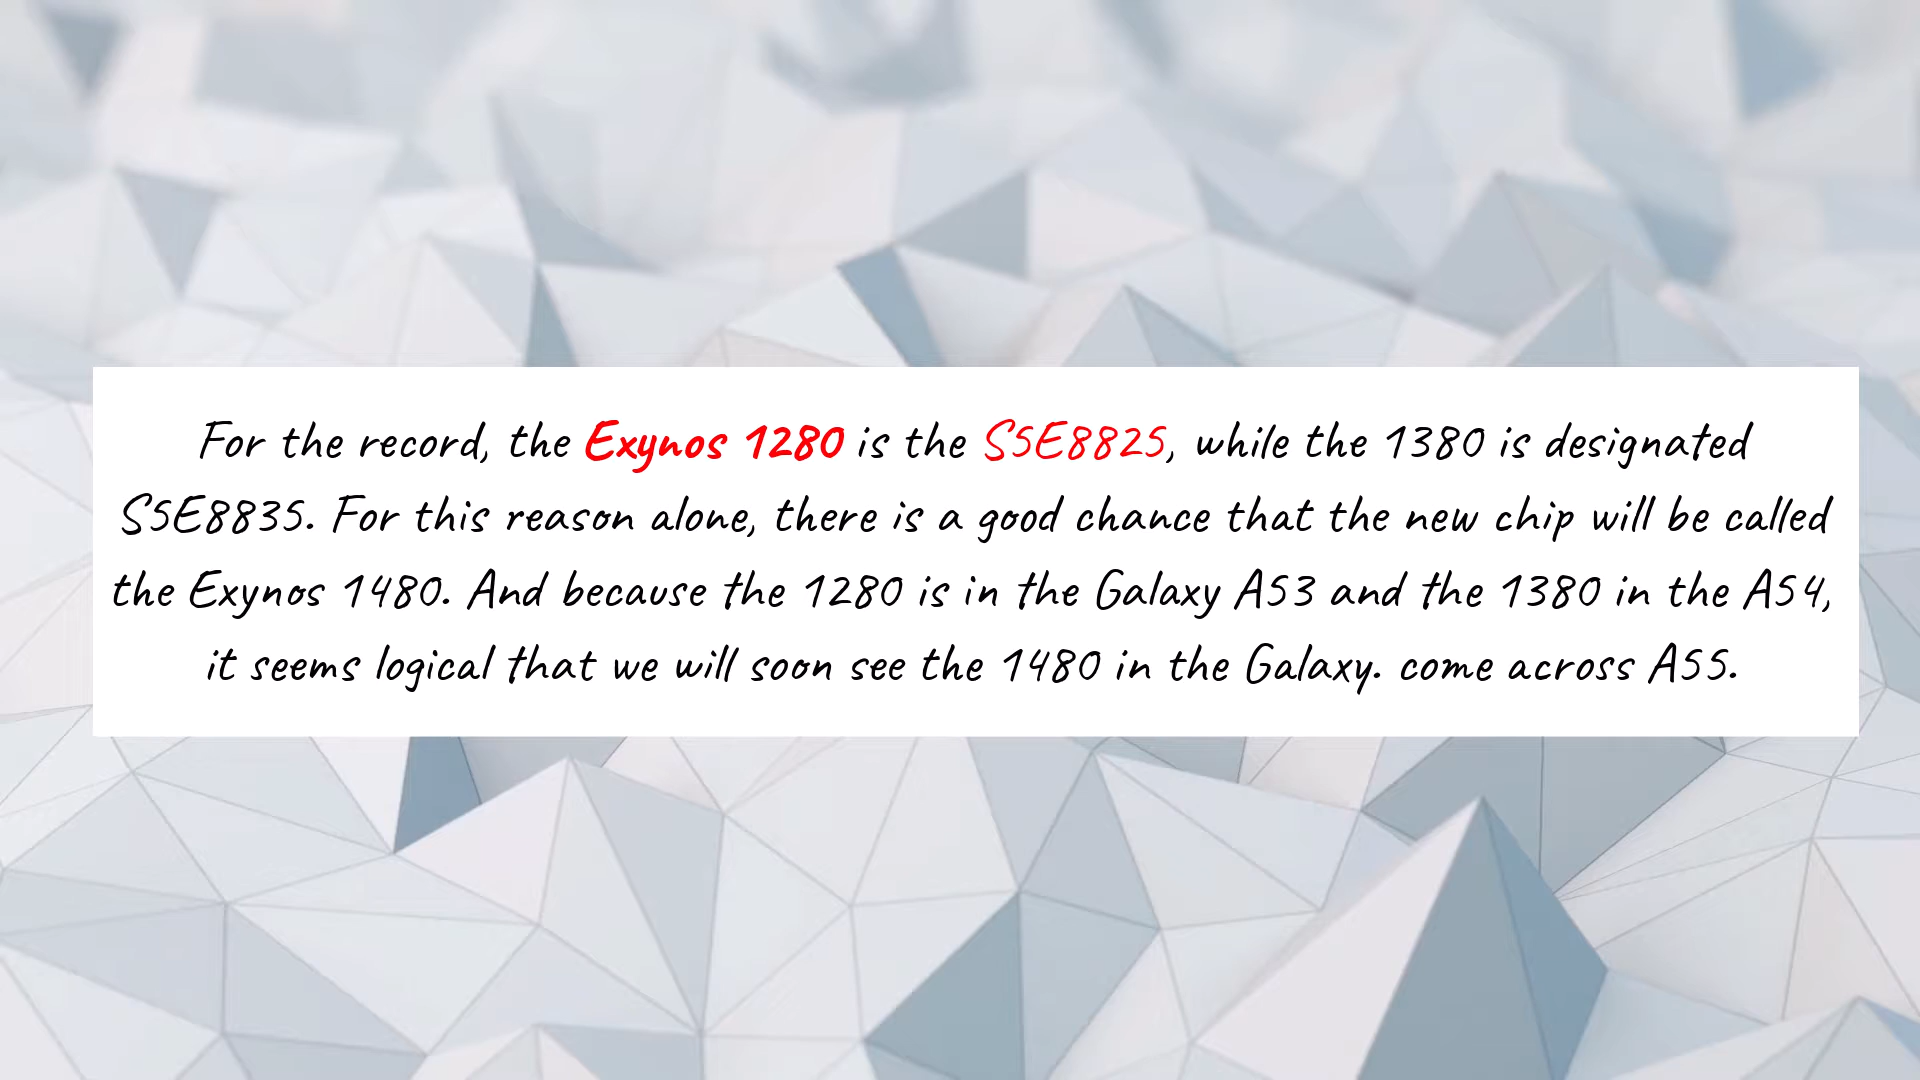 For the record, the Exynos 1280 is the S5E8825, while the 1380 is designated
S5E8835. For this reason alone, there is a good chance that the new chip will be called
the Exynos 1480. And because the 1280 is in the Galaxy A53 and the 1380 in the A54,
it seems logical that we will soon see the 1480 in the Galaxy. come across A55.